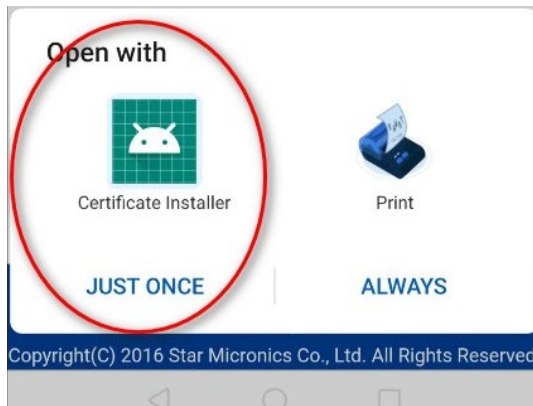 Open with
Certificate Installer
Print
JUST ONCE
ALWAYS
Copyright(C) 2016 Star Micronics Co., Ltd. All Rights Reserved